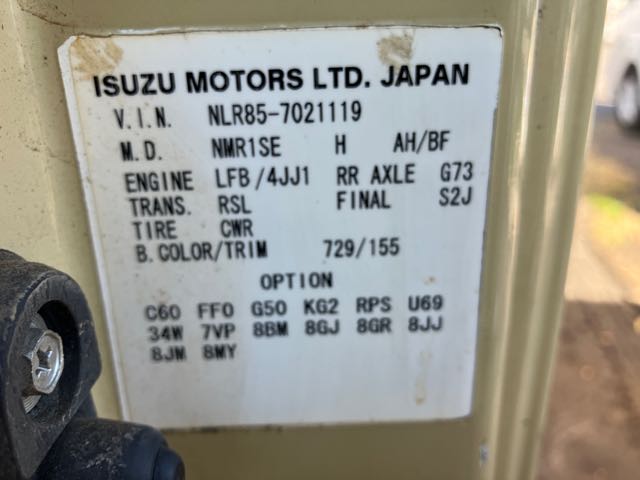 ISUZU MOTORS LTD. JAPAN
V.I.N. NLR85-7021119
M.D. NMR1SE H AH/BF
ENGINE LFB/4JJ1 RR AXLE G73
TRANS. RSL FINAL S2J
TIRE CWR
B.COLOR/TRIM 729/155
OPTION
C60 FF0 G50 KG2 RPS U69
34W 7VP 8BM 8GJ 8GR 8JJ
8JM 8MY